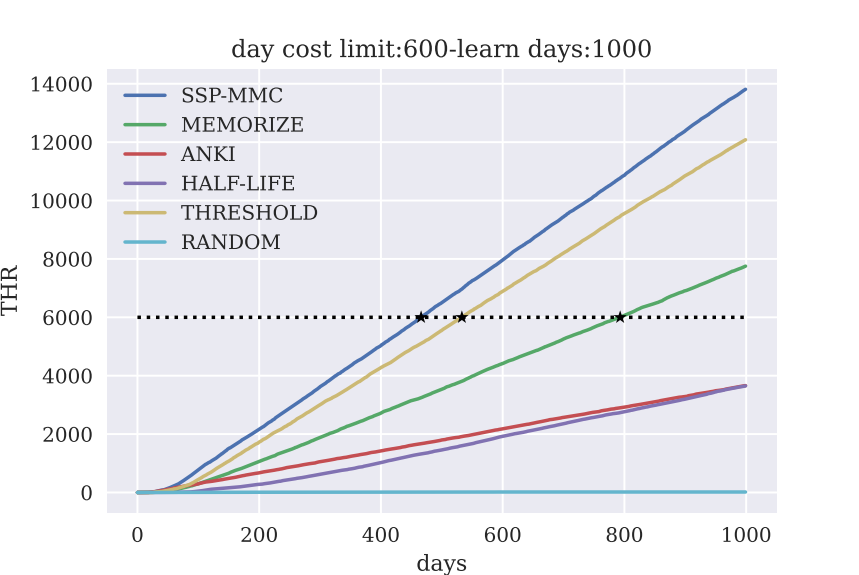 day cost limit:600-learn days:1000
14000
12000
10000
8000
6000
4000
2000
0
THR
SSP-MMC
MEMORIZE
ANKI
HALF-LIFE
THRESHOLD
RANDOM
0 200 400 600 800 1000
days